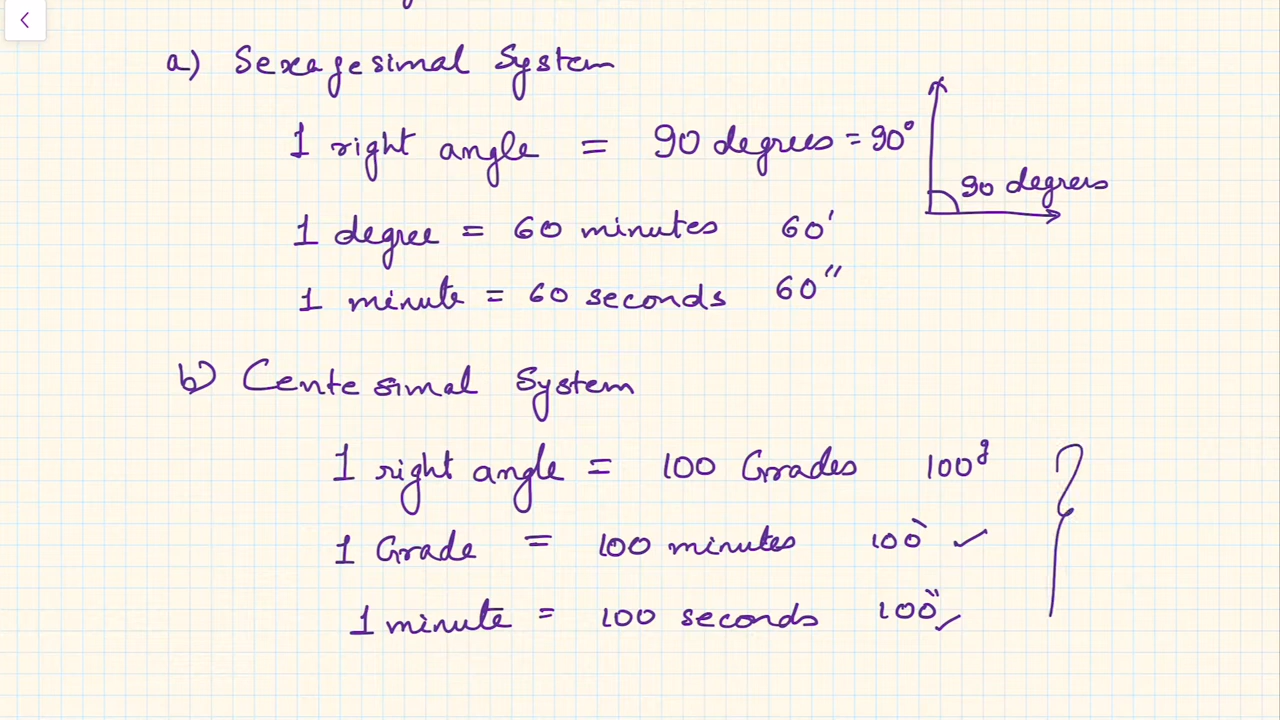 a) Sexagesimal System
1 right angle = 90 degrees = 90°
90 degrees
1 degree = 60 minutes 60'
1 minute = 60 seconds 60"
b) Centesimal System
1 right angle = 100 Grades 100g
1 Grade = 100 minutes 100`
1 minute = 100 seconds 100``